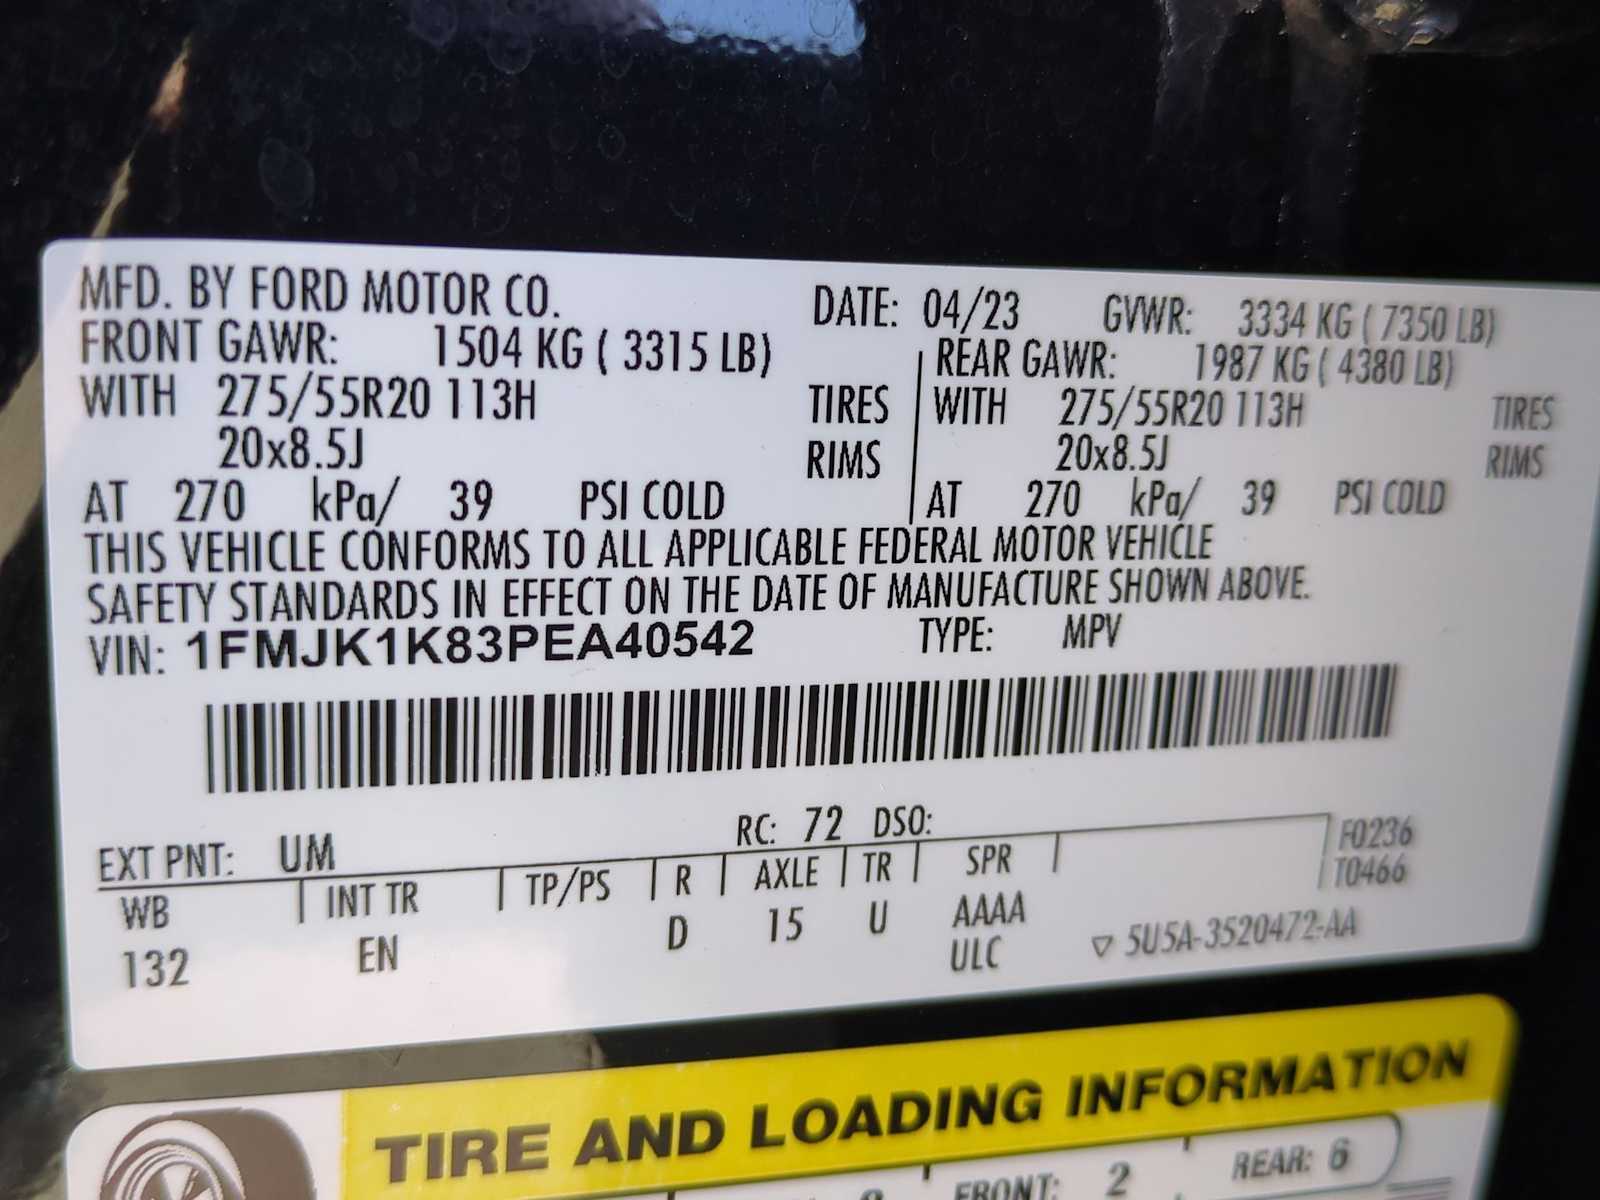 MFD. BY FORD MOTOR CO. DATE: 04/23 GVWR: 3334 KG ( 7350 LB)
FRONT GAWR: 1504 KG ( 3315 LB) REAR GAWR: 1987 KG ( 4380 LB)
WITH 275/55R20 113H TIRES WITH 275/55R20 113H TIRES
20x8.5J RIMS 20x8.5J RIMS
AT 270 kPa/ 39 PSI COLD AT 270 kPa/ 39 PSI COLD
THIS VEHICLE CONFORMS TO ALL APPLICABLE FEDERAL MOTOR VEHICLE
SAFETY STANDARDS IN EFFECT ON THE DATE OF MANUFACTURE SHOWN ABOVE.
VIN: 1FMJK1K83PEA40542 TYPE: MPV
EXT PNT: UM RC: 72 DSO: F0236
WB INT TR TP/PS R AXLE TR SPR T0466
132 EN D 15 U AAAA
ULC ▽ 5U5A-3520472-AA
TIRE AND LOADING INFORMATION
FRONT: 2 REAR: 6